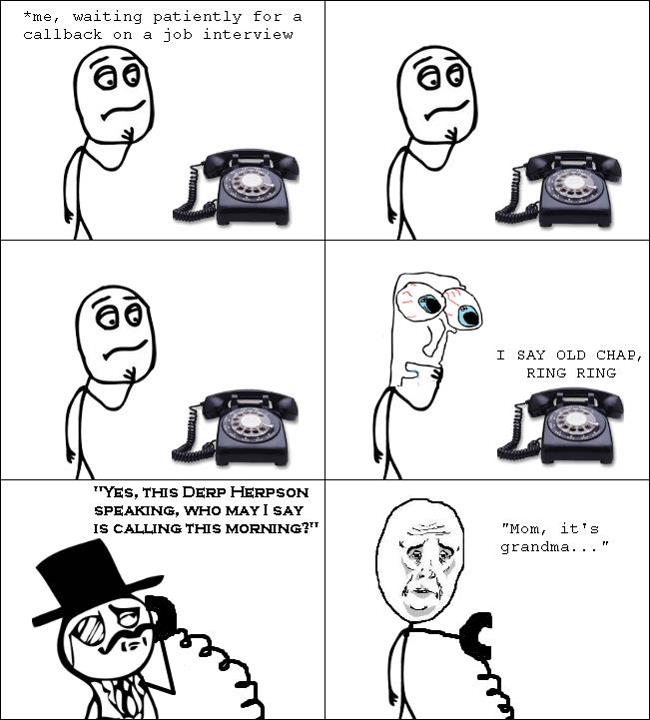 *me, waiting patiently for a
callback on a job interview
I SAY OLD CHAP,
RING RING
"YES, THIS DERP HERPSON
SPEAKING, WHO MAY I SAY
IS CALLING THIS MORNING?"
"Mom, it's
grandma..."